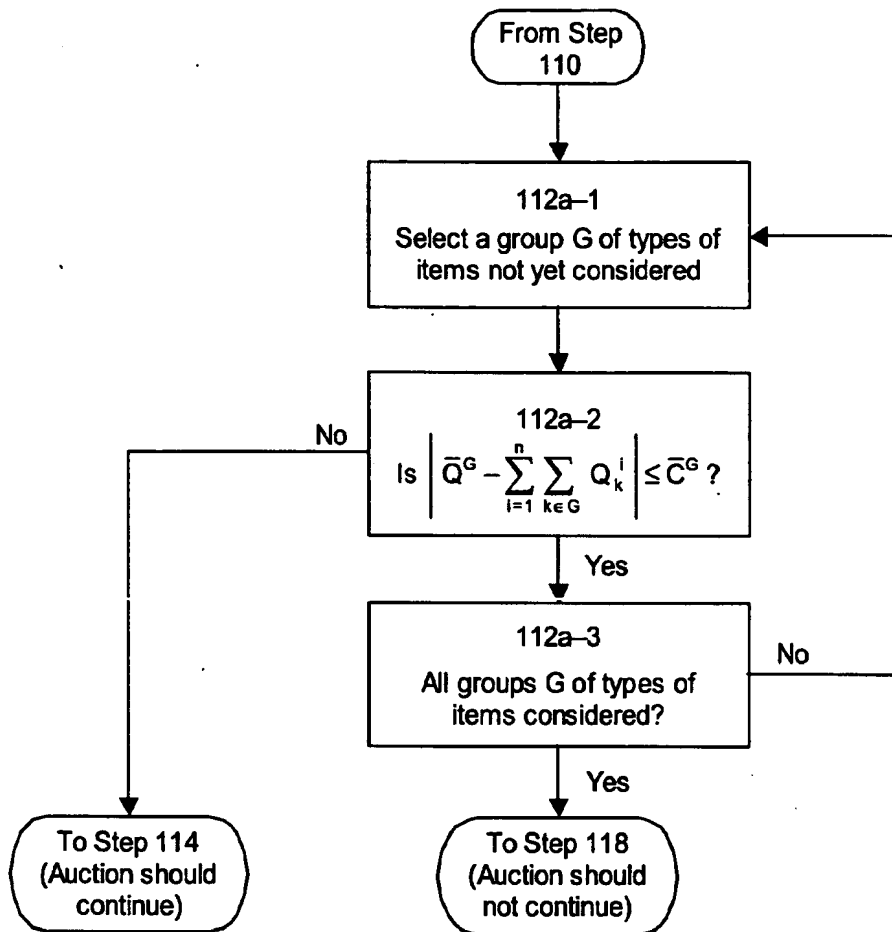 From Step
110
112a–1
Select a group G of types of
items not yet considered
No
112a–2
Is | Q̅ᴳ – ∑ⁿᵢ₌₁ ∑ₖ∈G Qₖⁱ | ≤ C̅ᴳ ?
Yes
112a–3
No
All groups G of types of
items considered?
Yes
To Step 114
(Auction should
continue)
To Step 118
(Auction should
not continue)